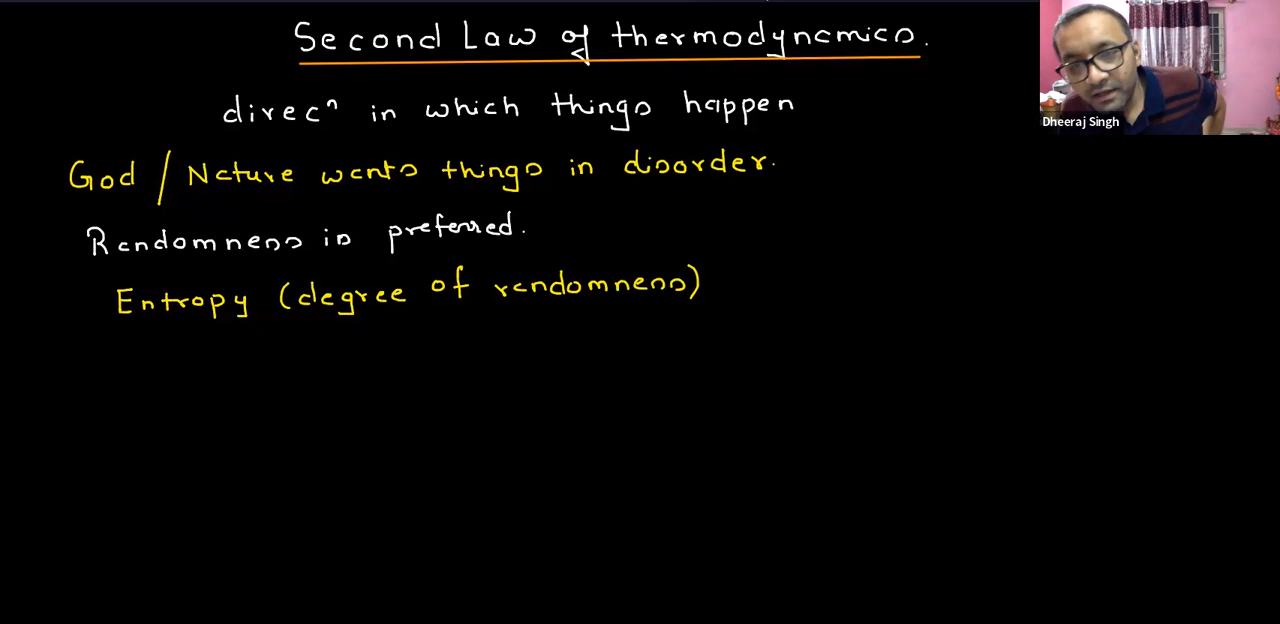 Second Law of thermodynamics.
direcⁿ in which things happen
God / Nature wants things in disorder.
Randomness is preferred.
Entropy (degree of randomness)
Dheeraj Singh